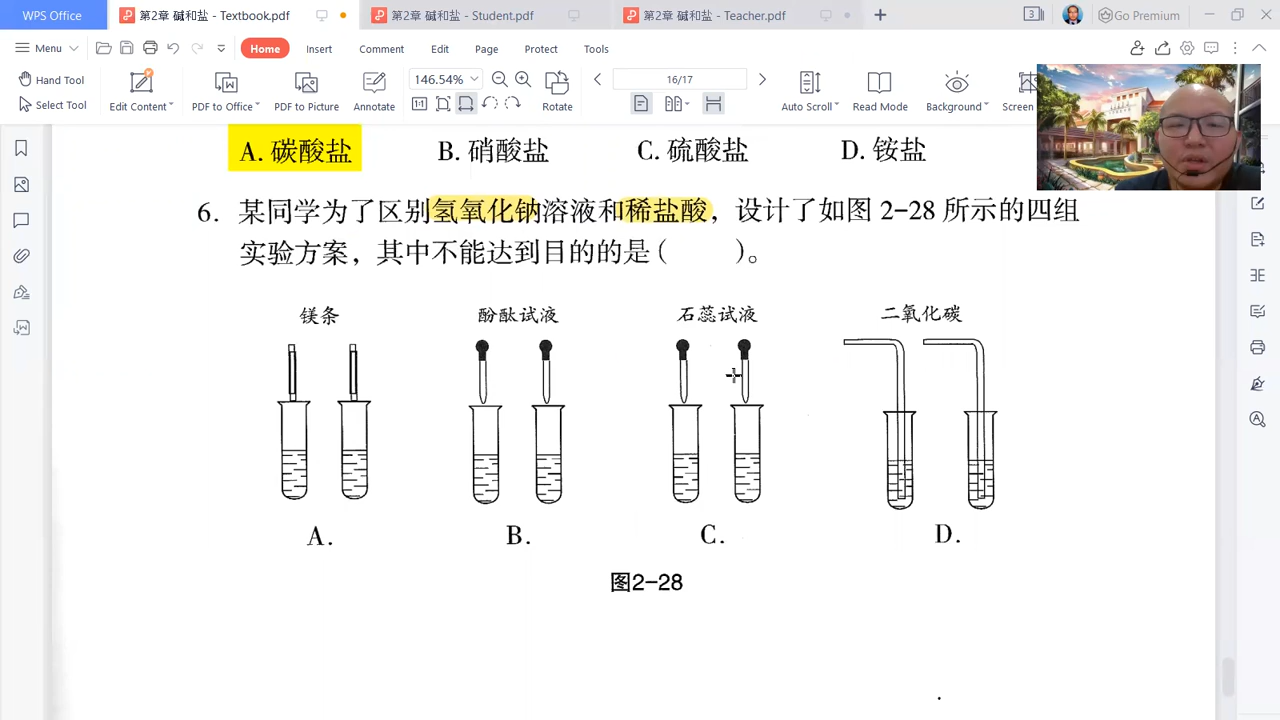 WPS Office
第2章 碱和盐 - Textbook.pdf
第2章 碱和盐 - Student.pdf
第2章 碱和盐 - Teacher.pdf
3
Go Premium
Menu
Home
Insert
Comment
Edit
Page
Protect
Tools
Hand Tool
Select Tool
Edit Content
PDF to Office
PDF to Picture
Annotate
146.54%
Rotate
16/17
Auto Scroll
Read Mode
Background
Screen
A. 碳酸盐 B. 硝酸盐 C. 硫酸盐 D. 铵盐
6. 某同学为了区别氢氧化钠溶液和稀盐酸，设计了如图 2-28 所示的四组
实验方案，其中不能达到目的的是（ ）。
镁条 酚酞试液 石蕊试液 二氧化碳
A. B. C. D.
图2-28